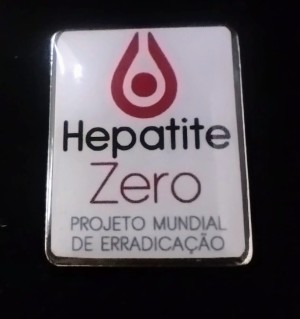 Hepatite
Zero
PROJETO MUNDIAL
DE ERRADICAÇÃO